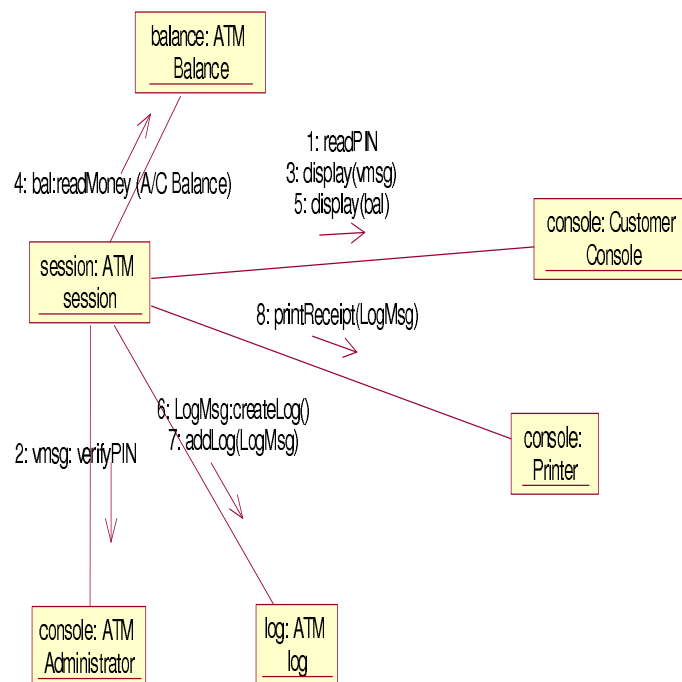 balance: ATM
Balance
1: readPIN
3: display(vmsg)
5: display(bal)
4: bal:readMoney (A/C Balance)
console: Customer
Console
session: ATM
session
8: printReceipt(LogMsg)
6: LogMsg:createLog()
7: addLog(LogMsg)
2: vmsg: verifyPIN
console:
Printer
console: ATM
Administrator
log: ATM
log